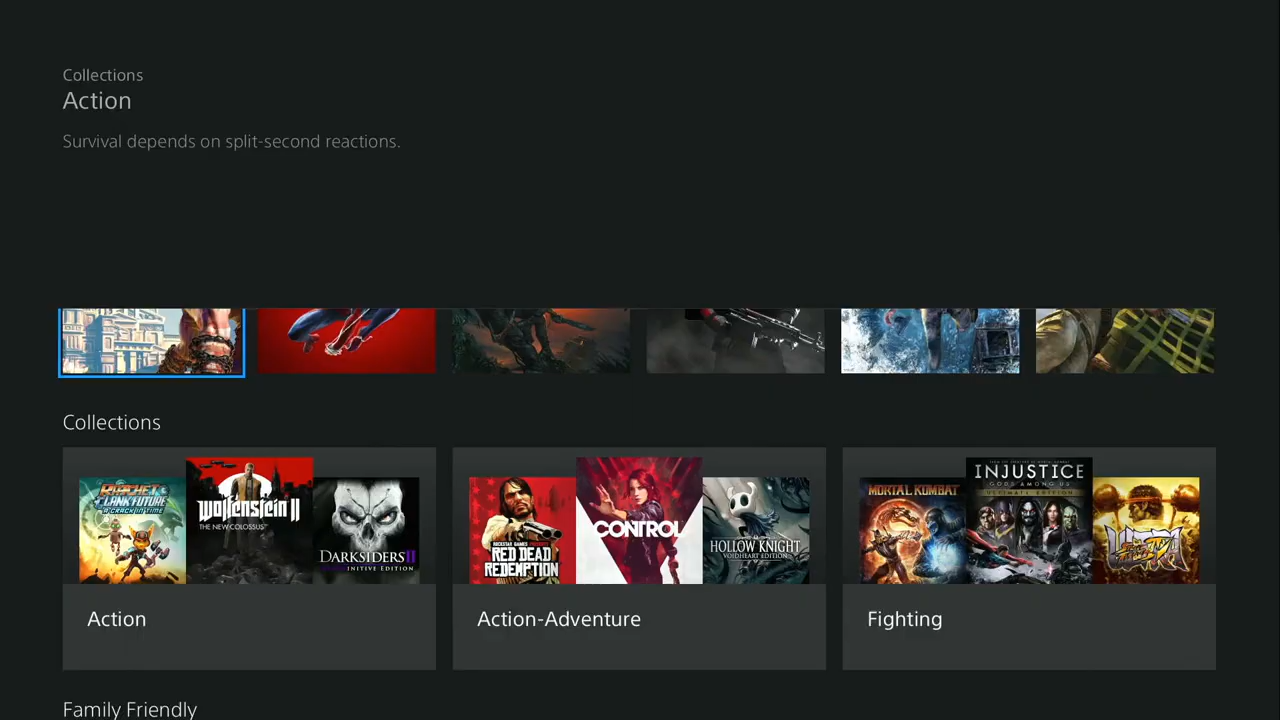 Collections
Action
Survival depends on split-second reactions.
Collections
RATCHET
CLANK FUTURE
A CRACK IN TIME
Wolfenstein II
THE NEW COLOSSUS
DARKSIDERS II
INITIVE EDITION
ROCKSTAR GAMES PRESENTS
RED DEAD
REDEMPTION
CONTROL
HOLLOW KNIGHT
VOIDHEART EDITION
MORTAL KOMBAT
INJUSTICE
GODS AMONG US
ULTIMATE EDITION
ULTRA
Action
Action-Adventure
Fighting
Family Friendly